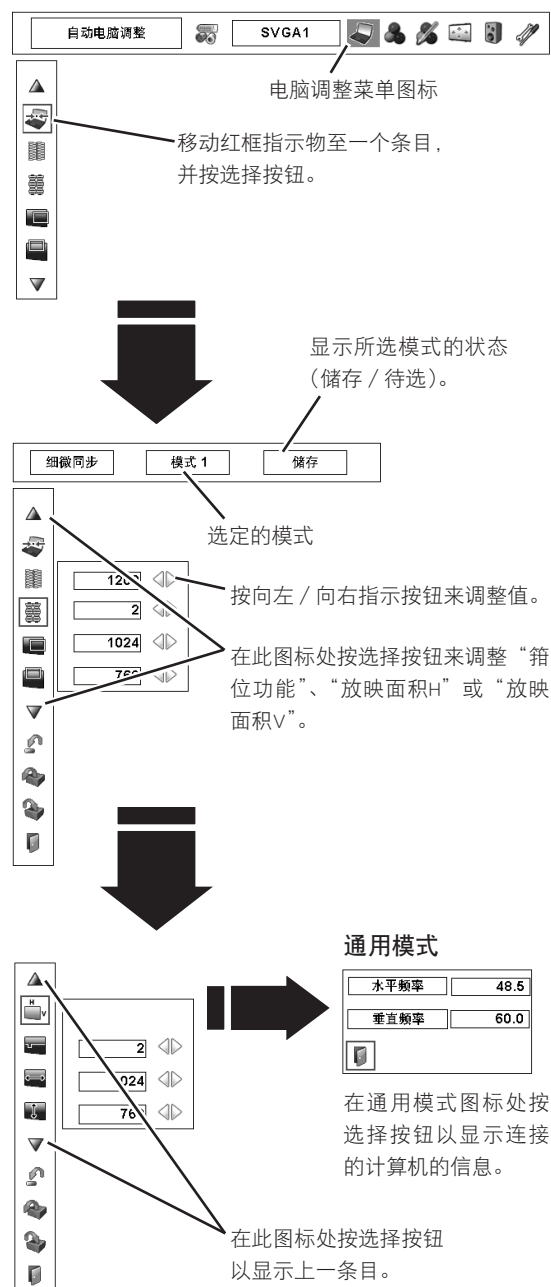 自动电脑调整
SVGA1
电脑调整菜单图标
移动红框指示物至一个条目，
并按选择按钮。
显示所选模式的状态
（储存 / 待选）。
细微同步
模式 1
储存
选定的模式
按向左 / 向右指示按钮来调整值。
2
1024
在此图标处按选择按钮来调整“箝
位功能”、“放映面积H”或“放映
面积V”。
通用模式
水平频率 48.5
垂直频率 60.0
H
V
2
在通用模式图标处按
选择按钮以显示连接
的计算机的信息。
在此图标处按选择按钮
以显示上一条目。